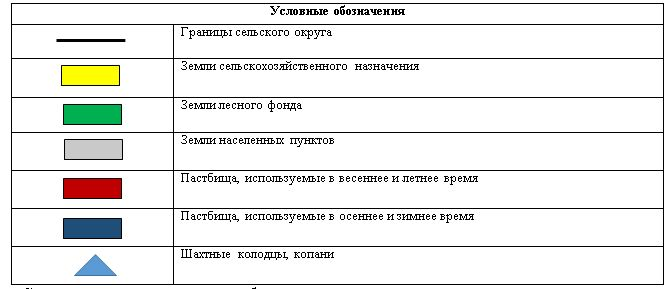 Условные обозначения
Границы сельского округа
Земли сельскохозяйственного назначения
Земли лесного фонда
Земли населенных пунктов
Пастбища, используемые в весеннее и летнее время
Пастбища, используемые в осеннее и зимнее время
Шахтные колодцы, копани